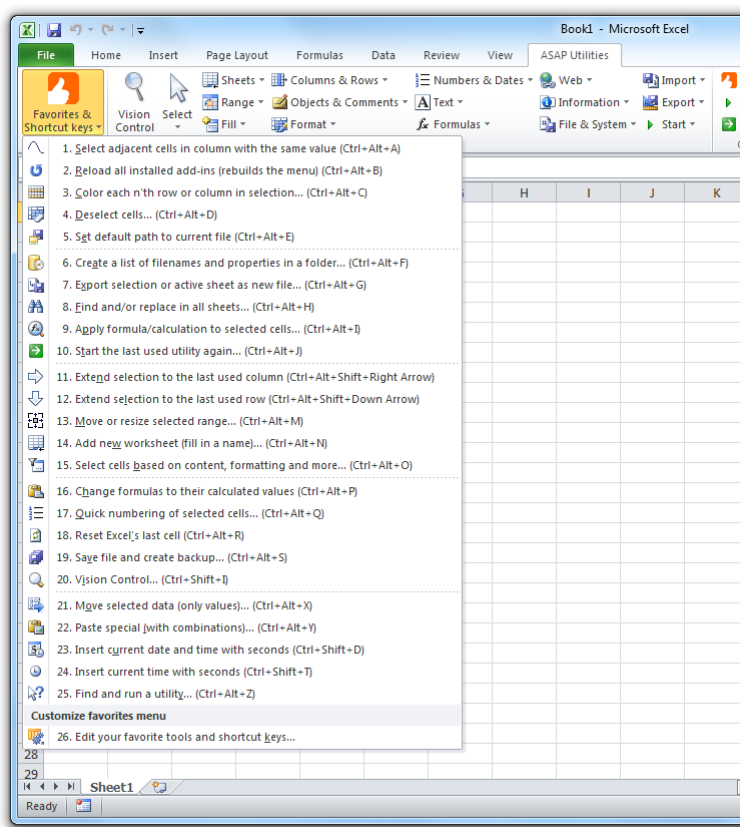 Book1 - Microsoft Excel
File Home Insert Page Layout Formulas Data Review View ASAP Utilities
Favorites & Shortcut keys
Vision Control
Select
Sheets Columns & Rows Numbers & Dates Web Import
Range Objects & Comments Text Information Export
Fill Format Formulas File & System Start
1. Select adjacent cells in column with the same value (Ctrl+Alt+A)
2. Reload all installed add-ins (rebuilds the menu) (Ctrl+Alt+B)
3. Color each n'th row or column in selection... (Ctrl+Alt+C)
4. Deselect cells... (Ctrl+Alt+D)
5. Set default path to current file (Ctrl+Alt+E)
6. Create a list of filenames and properties in a folder... (Ctrl+Alt+F)
7. Export selection or active sheet as new file... (Ctrl+Alt+G)
8. Find and/or replace in all sheets... (Ctrl+Alt+H)
9. Apply formula/calculation to selected cells... (Ctrl+Alt+I)
10. Start the last used utility again... (Ctrl+Alt+J)
11. Extend selection to the last used column (Ctrl+Alt+Shift+Right Arrow)
12. Extend selection to the last used row (Ctrl+Alt+Shift+Down Arrow)
13. Move or resize selected range... (Ctrl+Alt+M)
14. Add new worksheet (fill in a name)... (Ctrl+Alt+N)
15. Select cells based on content, formatting and more... (Ctrl+Alt+O)
16. Change formulas to their calculated values (Ctrl+Alt+P)
17. Quick numbering of selected cells... (Ctrl+Alt+Q)
18. Reset Excel's last cell (Ctrl+Alt+R)
19. Save file and create backup... (Ctrl+Alt+S)
20. Vision Control... (Ctrl+Shift+I)
21. Move selected data (only values)... (Ctrl+Alt+X)
22. Paste special (with combinations)... (Ctrl+Alt+Y)
23. Insert current date and time with seconds (Ctrl+Shift+D)
24. Insert current time with seconds (Ctrl+Shift+T)
25. Find and run a utility... (Ctrl+Alt+Z)
Customize favorites menu
26. Edit your favorite tools and shortcut keys...
H I J K
28
29
Sheet1
Ready